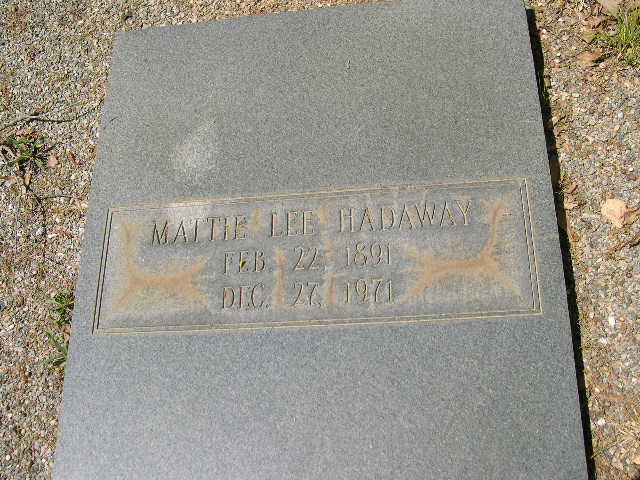 MATTIE LEE HADAWAY
FEB. 22, 1891
DEC. 27, 1971